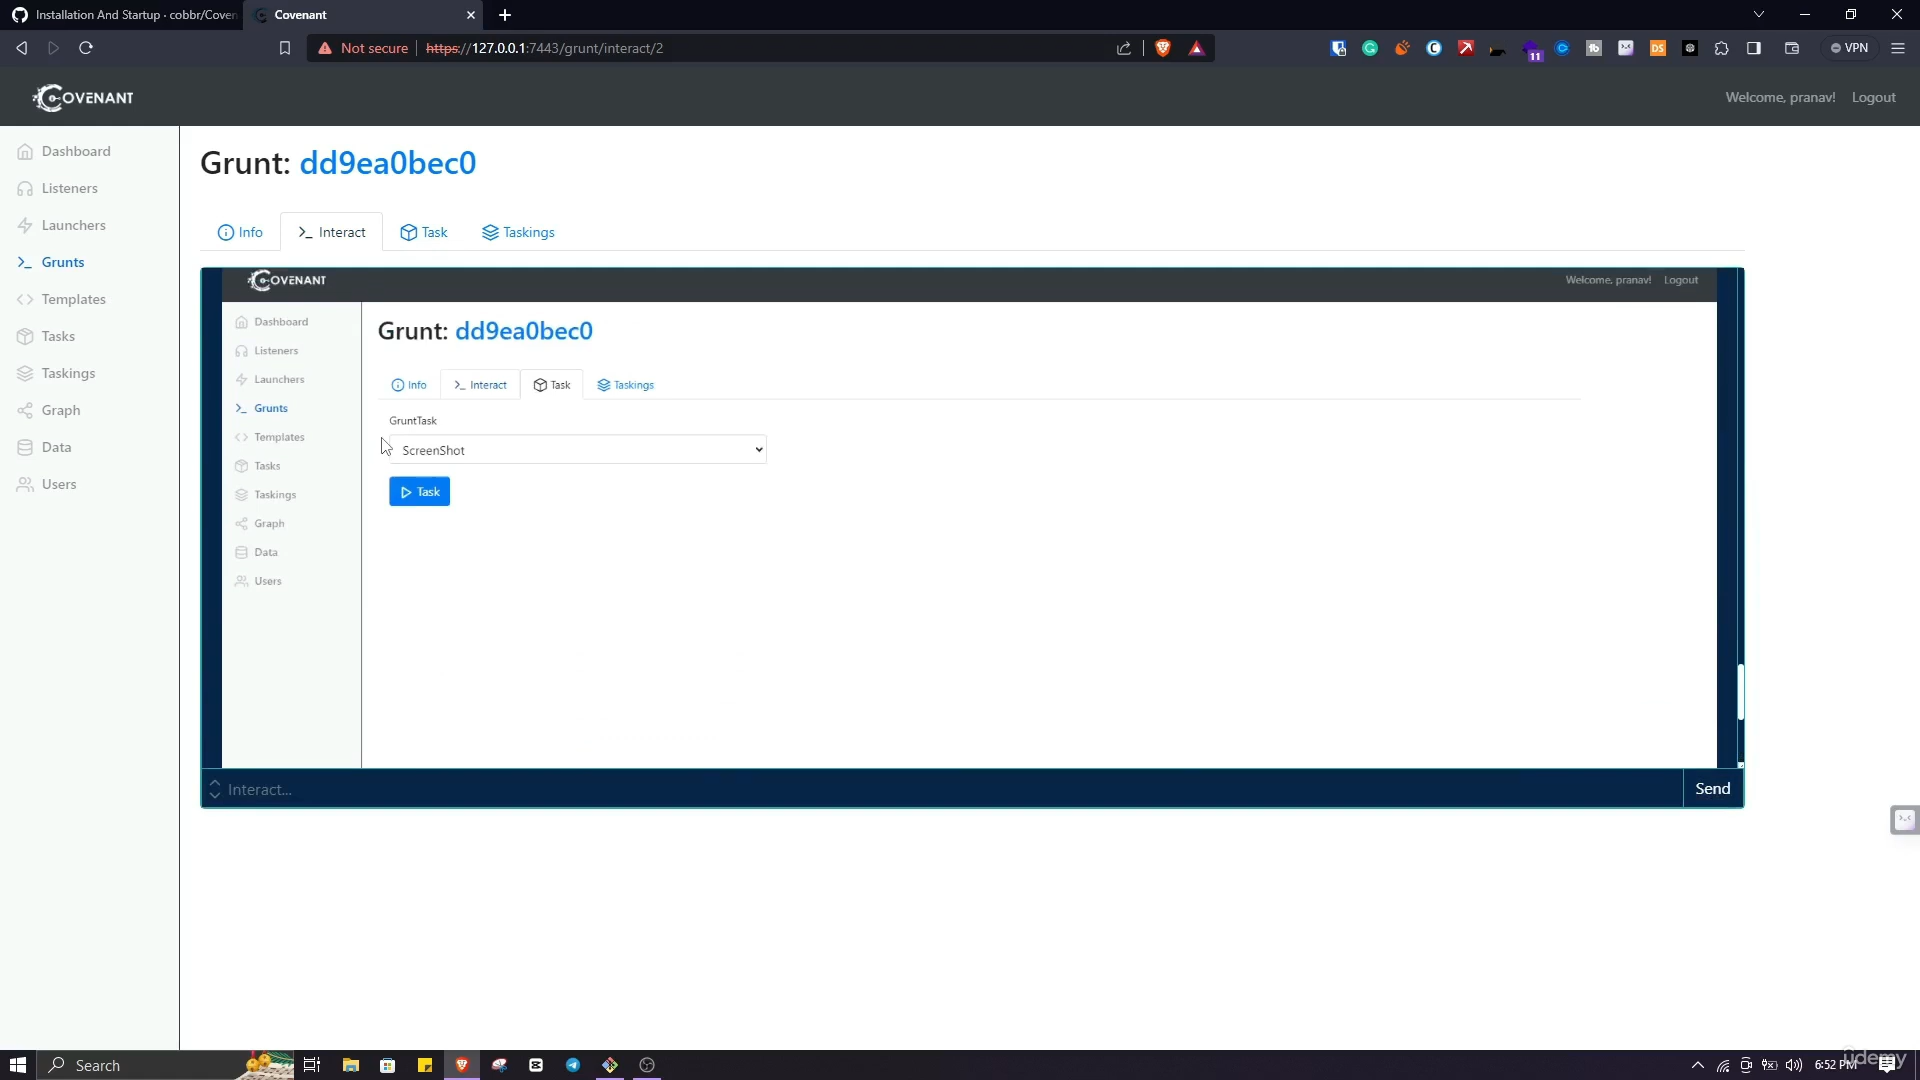 Installation And Startup · cobbr/Coven
Covenant
Not secure
https://127.0.0.1:7443/grunt/interact/2
11
VPN
COVENANT
Welcome, pranav!
Logout
Dashboard
Listeners
Launchers
Grunts
Templates
Tasks
Taskings
Graph
Data
Users
Grunt: dd9ea0bec0
Info
Interact
Task
Taskings
COVENANT
Welcome, pranav!
Logout
Dashboard
Listeners
Launchers
Grunts
Templates
Tasks
Taskings
Graph
Data
Users
Grunt: dd9ea0bec0
Info
Interact
Task
Taskings
GruntTask
ScreenShot
Task
Interact...
Send
Search
6:52 PM
udemy